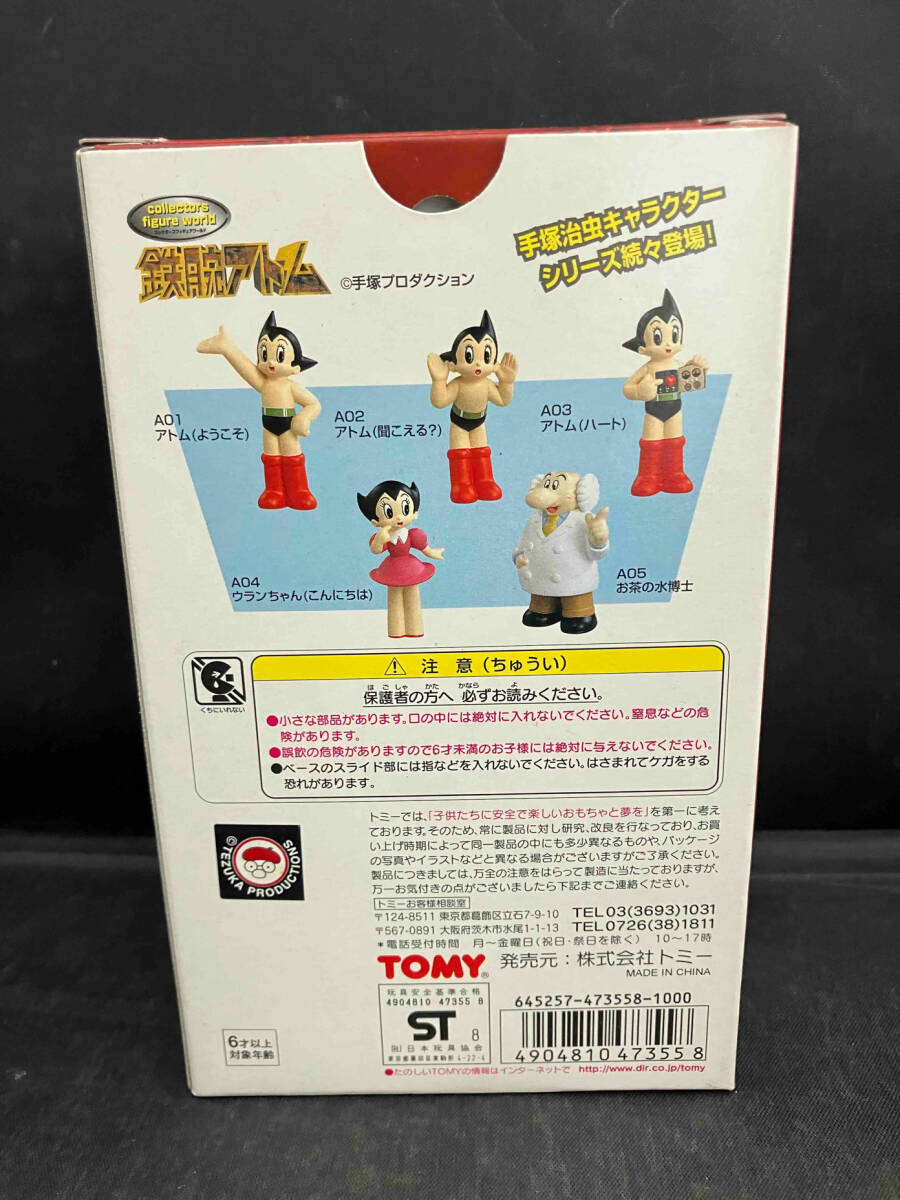 collectors
figure world
コレクターズフィギュアワールド
鉄腕アトム
©手塚プロダクション
手塚治虫キャラクター
シリーズ続々登場!
A01
アトム(ようこそ)
A02
アトム(聞こえる?)
A03
アトム(ハート)
A04
ウランちゃん(こんにちは)
A05
お茶の水博士
くちにいれない
注 意(ちゅうい)
ほごしゃ かた かなら よ
保護者の方へ 必ずお読みください。
●小さな部品があります。口の中には絶対に入れないでください。窒息などの危
険があります。
●誤飲の危険がありますので6才未満のお子様には絶対に与えないでください。
●ベースのスライド部には指などを入れないでください。はさまれてケガをする
恐れがあります。
©TEZUKA PRODUCTIONS
トミーでは、「子供たちに安全で楽しいおもちゃと夢を」を第一に考え
ております。そのため、常に製品に対し研究、改良を行なっており、お買
い上げ時期によって同一製品の中にも多少異なるものや、パッケージ
の写真やイラストなどと異なる場合がございますがご了承ください。
製品につきましては、万全の注意をはらって製造に当たっておりますが、
万一お気付きの点がございましたら下記までご連絡ください。
トミーお客様相談室
〒124-8511 東京都葛飾区立石7-9-10 TEL03(3693)1031
〒567-0891 大阪府茨木市水尾1-1-13 TEL0726(38)1811
*電話受付時間 月~金曜日(祝日・祭日を除く) 10~17時
TOMY® 発売元:株式会社トミー
MADE IN CHINA
玩具安全基準合格
4904810 47355 8
ST 8
(社)日本玩具協会
東京都墨田区東駒形4-22-4
645257-473558-1000
4 904810 473558
6才以上
対象年齢
●たのしいTOMYの情報はインターネットで http://www.dir.co.jp/tomy